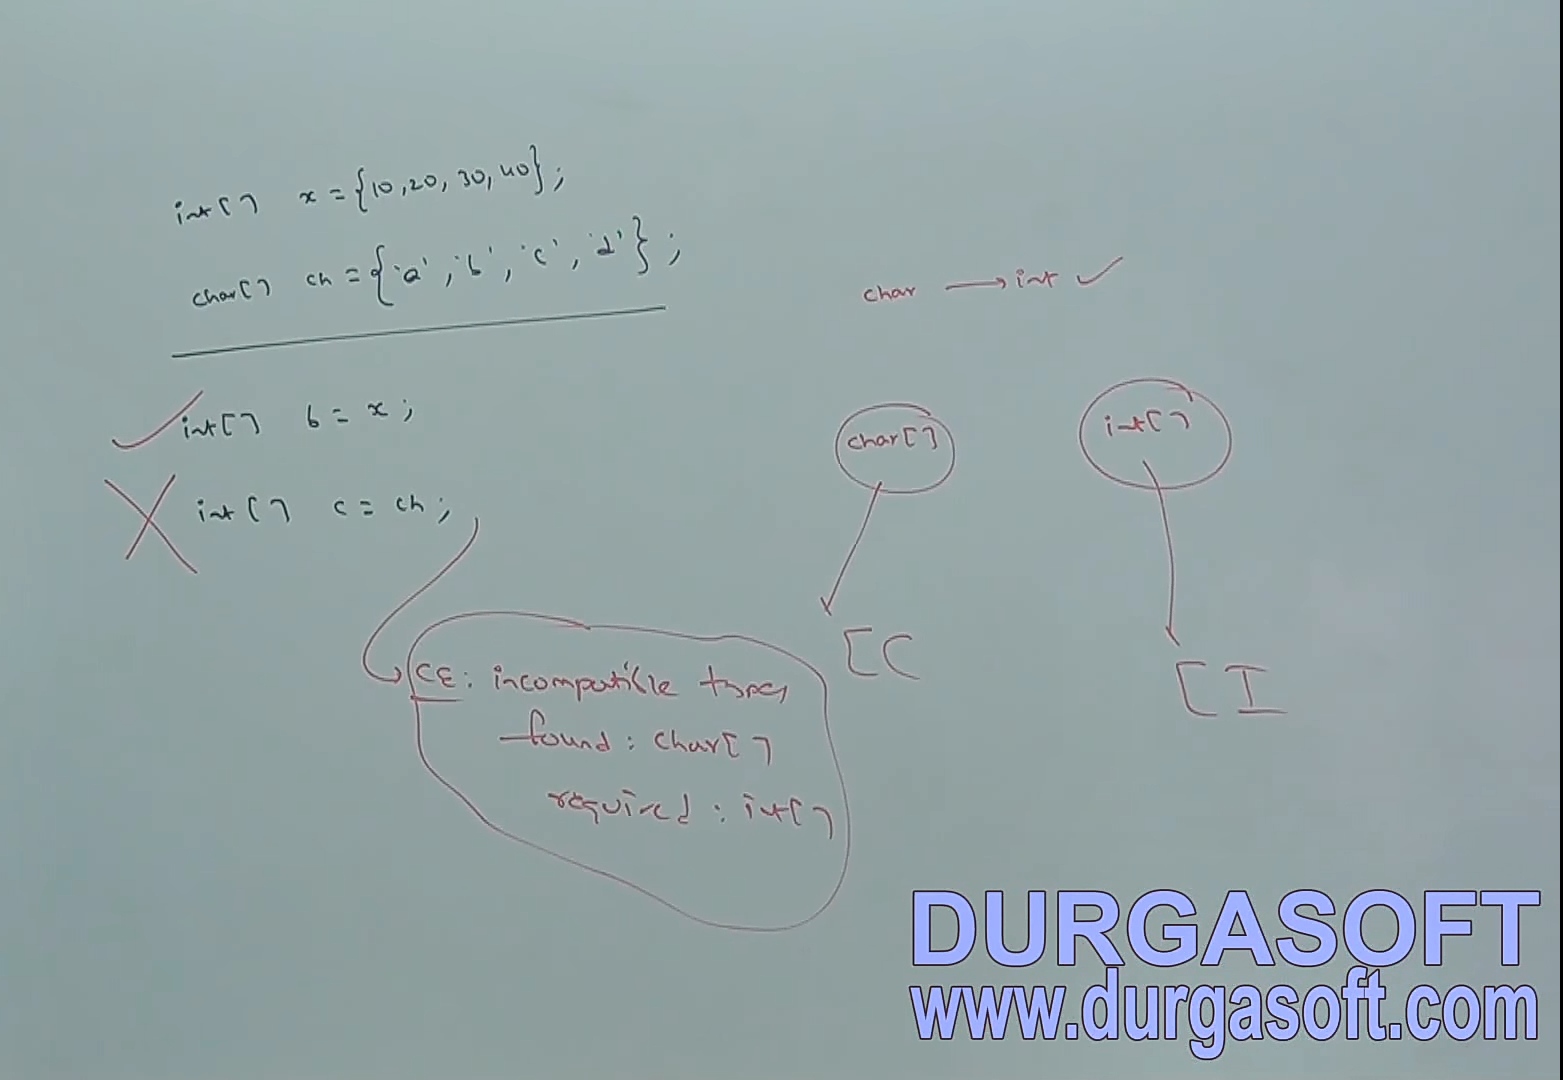 int[] x = {10,20,30,40};
char[] ch = {'a','b','c','d'};
int[] b = x;
int[] c = ch;
CE: incompatible types
found: char[]
required: int[]
char → int ✓
char[]
int[]
[C
[I
DURGASOFT
www.durgasoft.com